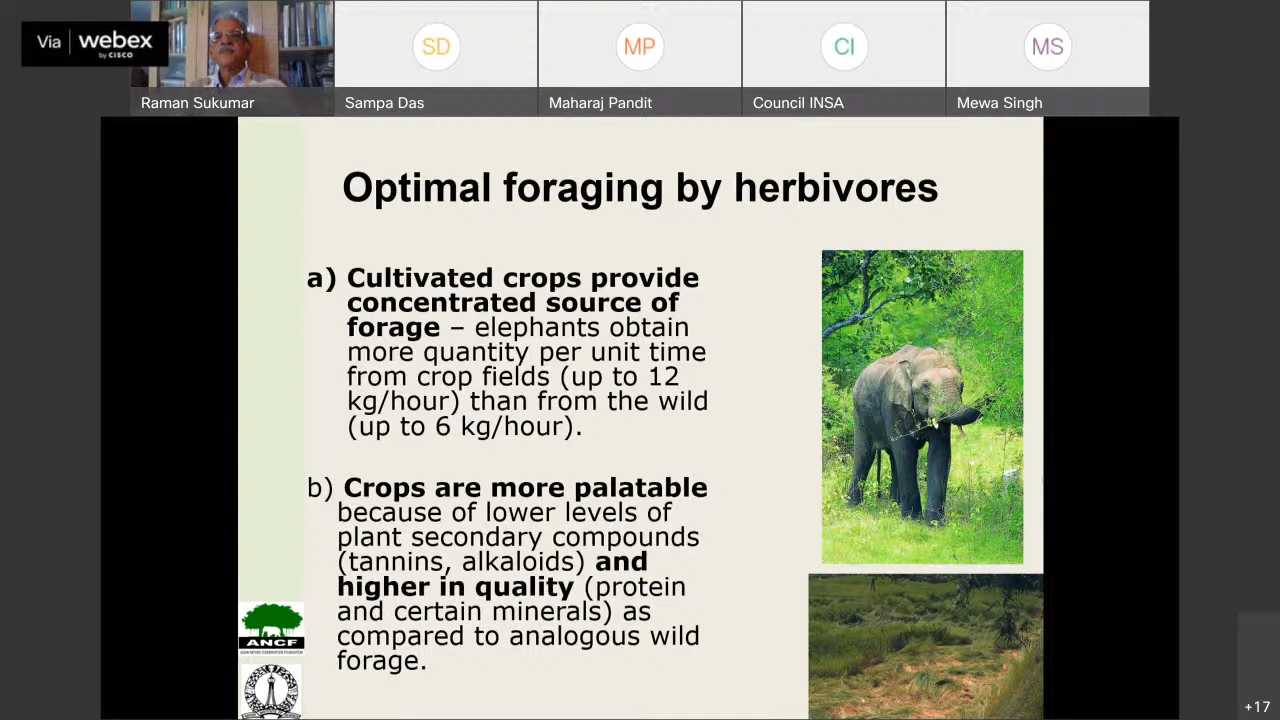 Via webex
by CISCO
SD
MP
CI
MS
Raman Sukumar
Sampa Das
Maharaj Pandit
Council INSA
Mewa Singh
Optimal foraging by herbivores
a) Cultivated crops provide
concentrated source of
forage – elephants obtain
more quantity per unit time
from crop fields (up to 12
kg/hour) than from the wild
(up to 6 kg/hour).
b) Crops are more palatable
because of lower levels of
plant secondary compounds
(tannins, alkaloids) and
higher in quality (protein
and certain minerals) as
compared to analogous wild
forage.
ANCF
ASIAN NATURE CONSERVATION FOUNDATION
+17